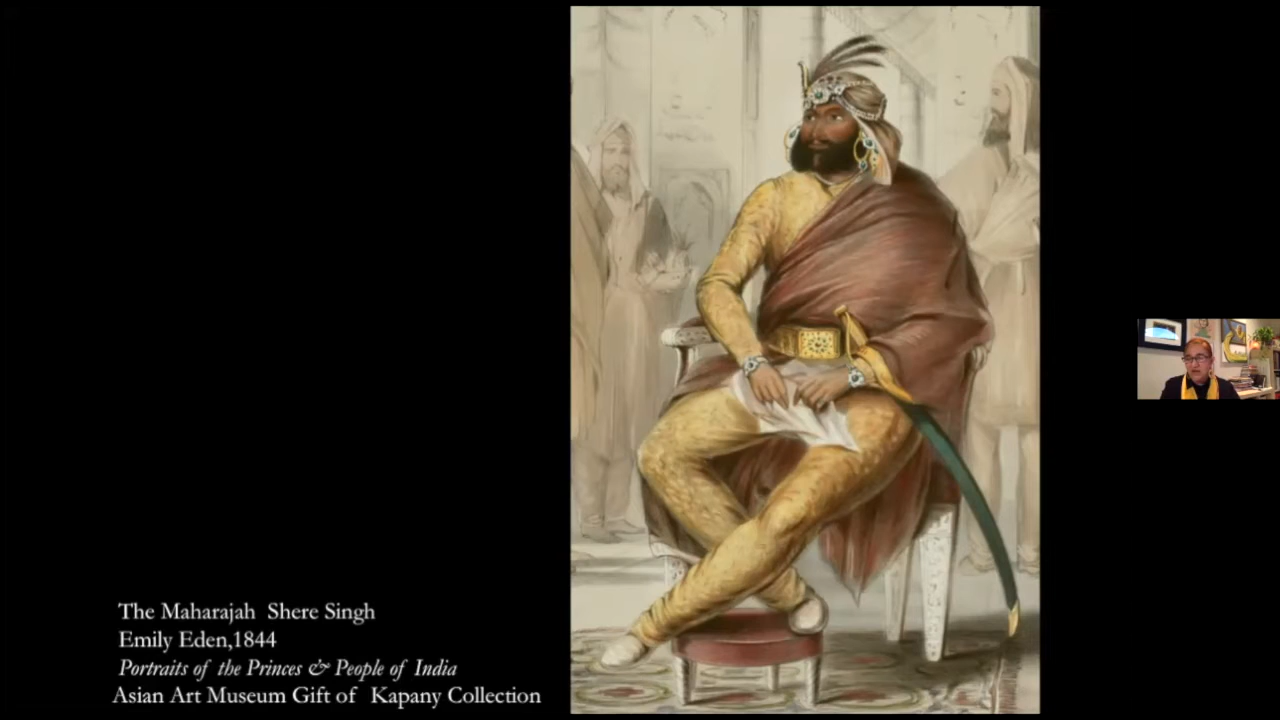 The Maharajah Shere Singh
Emily Eden,1844
Portraits of the Princes & People of India
Asian Art Museum Gift of Kapany Collection